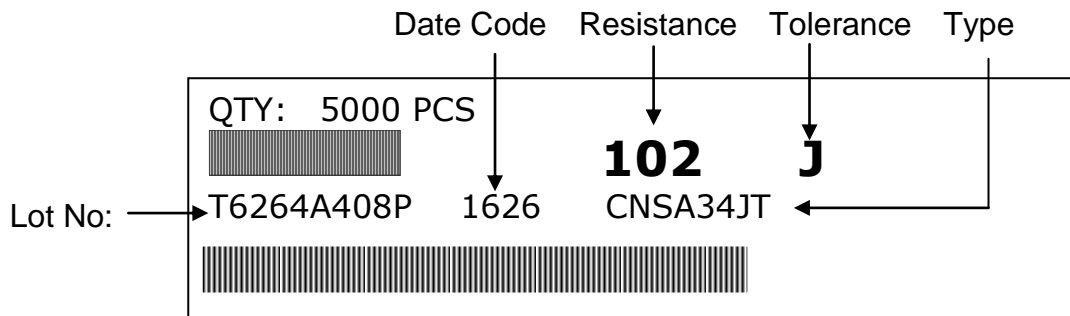 Date Code Resistance Tolerance Type
QTY: 5000 PCS
102 J
Lot No: T6264A408P 1626 CNSA34JT